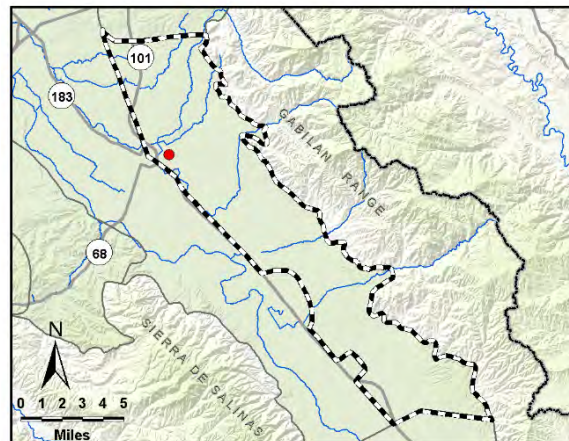 101
183
GABILAN RANGE
68
SIERRA DE SALINAS
N
0 1 2 3 4 5
Miles